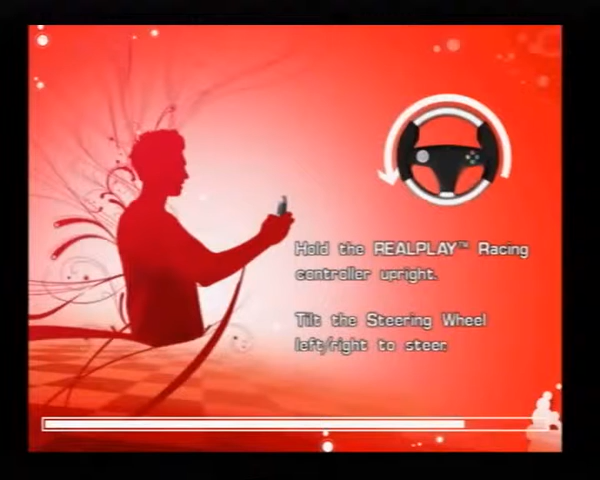 Hold the REALPLAY™ Racing
controller upright.
Tilt the Steering Wheel
left/right to steer.